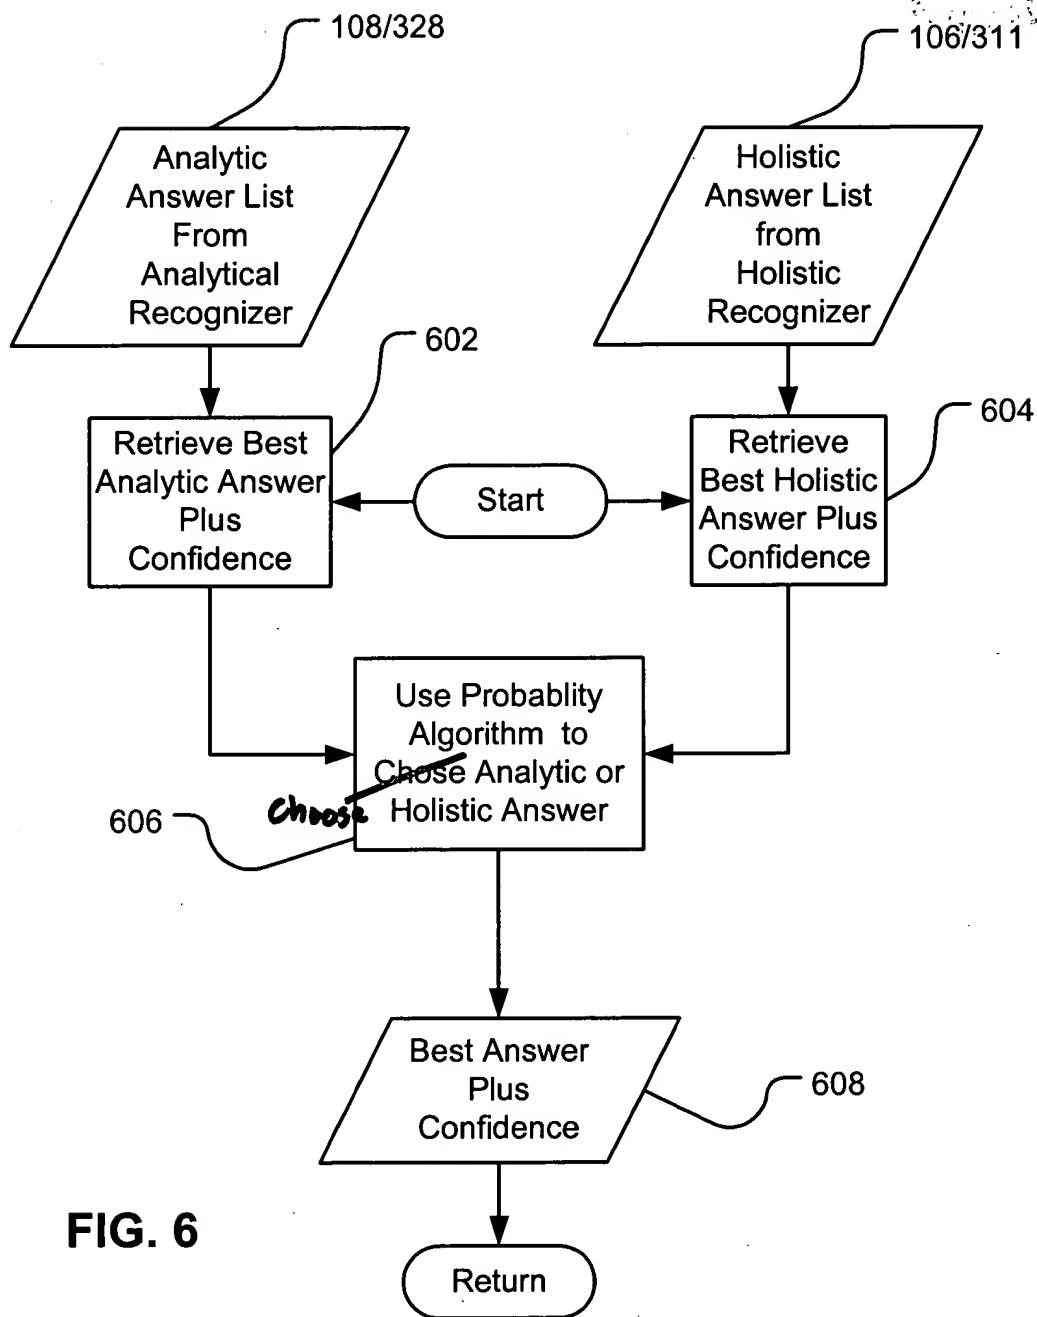 108/328
106/311
Analytic
Answer List
From
Analytical
Recognizer
Holistic
Answer List
from
Holistic
Recognizer
602
604
Retrieve Best
Analytic Answer
Plus
Confidence
Start
Retrieve
Best Holistic
Answer Plus
Confidence
Use Probablity
Algorithm to
Chose Analytic or
Holistic Answer
Choose
606
Best Answer
Plus
Confidence
608
FIG. 6
Return